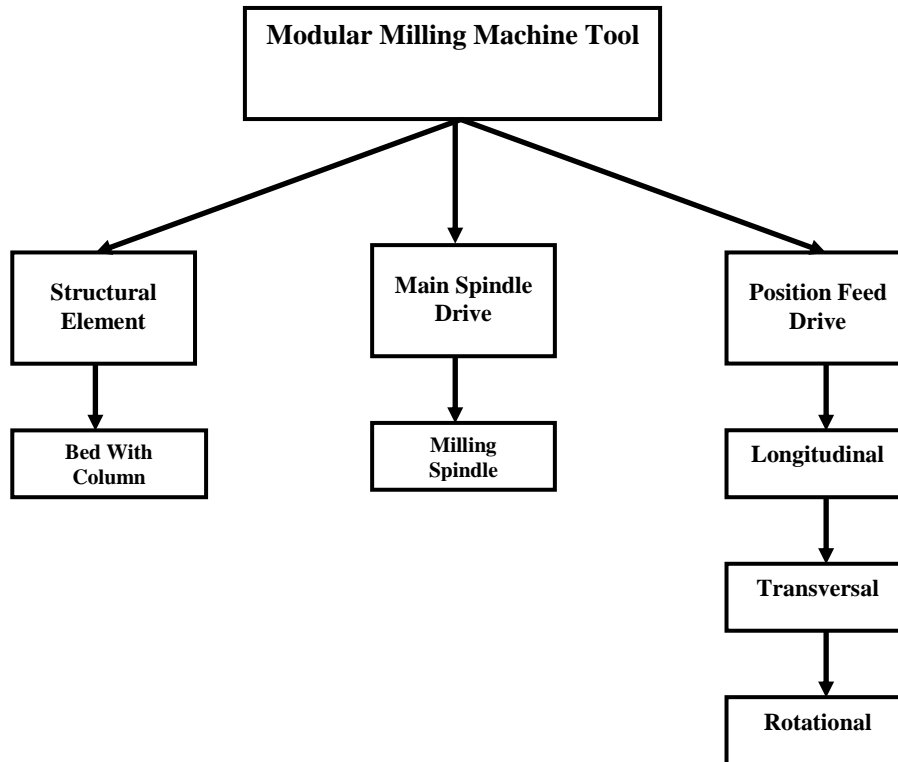 Modular Milling Machine Tool
Structural
Element
Main Spindle
Drive
Position Feed
Drive
Bed With
Column
Milling
Spindle
Longitudinal
Transversal
Rotational